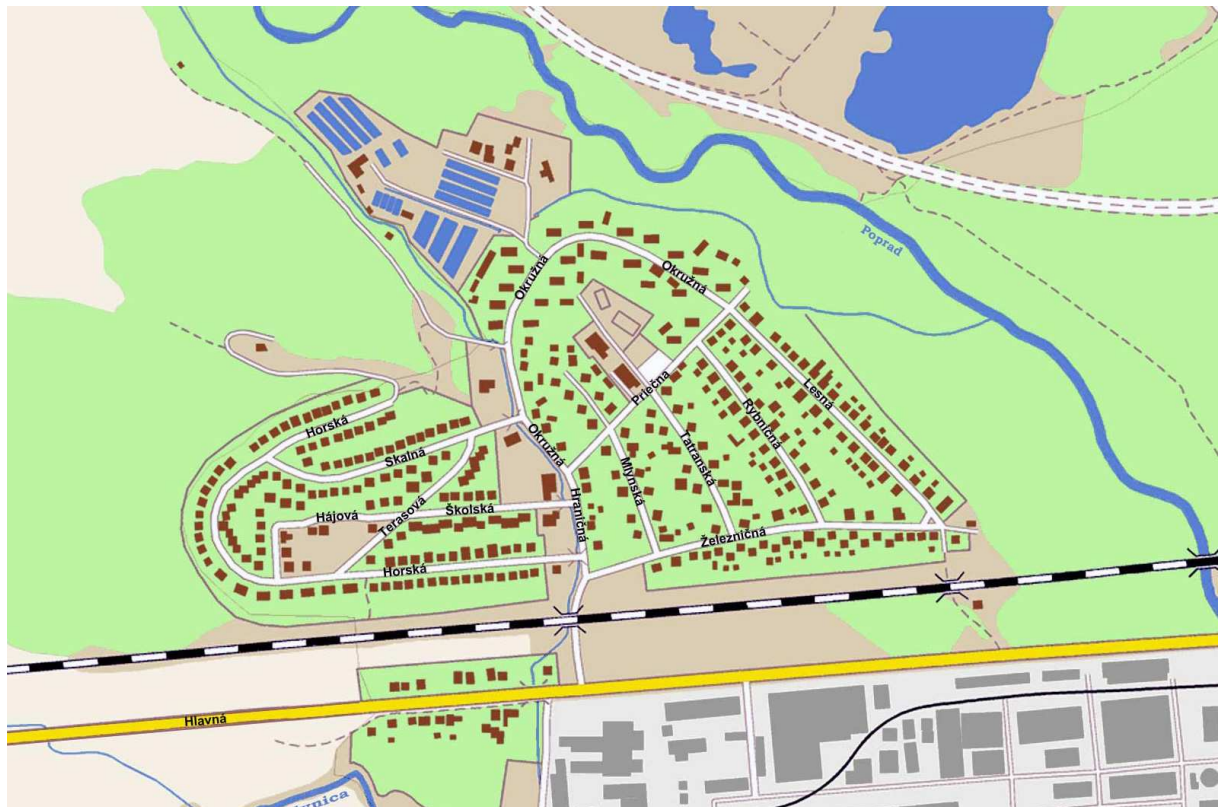 Poprad
Okružná
Okružná
Priečna
Lesná
Rybničná
Horská
Skalná
Okružná
Mlynská
Tatranská
Terasová
Hájová
Školská
Hraničná
Železničná
Horská
Hlavná